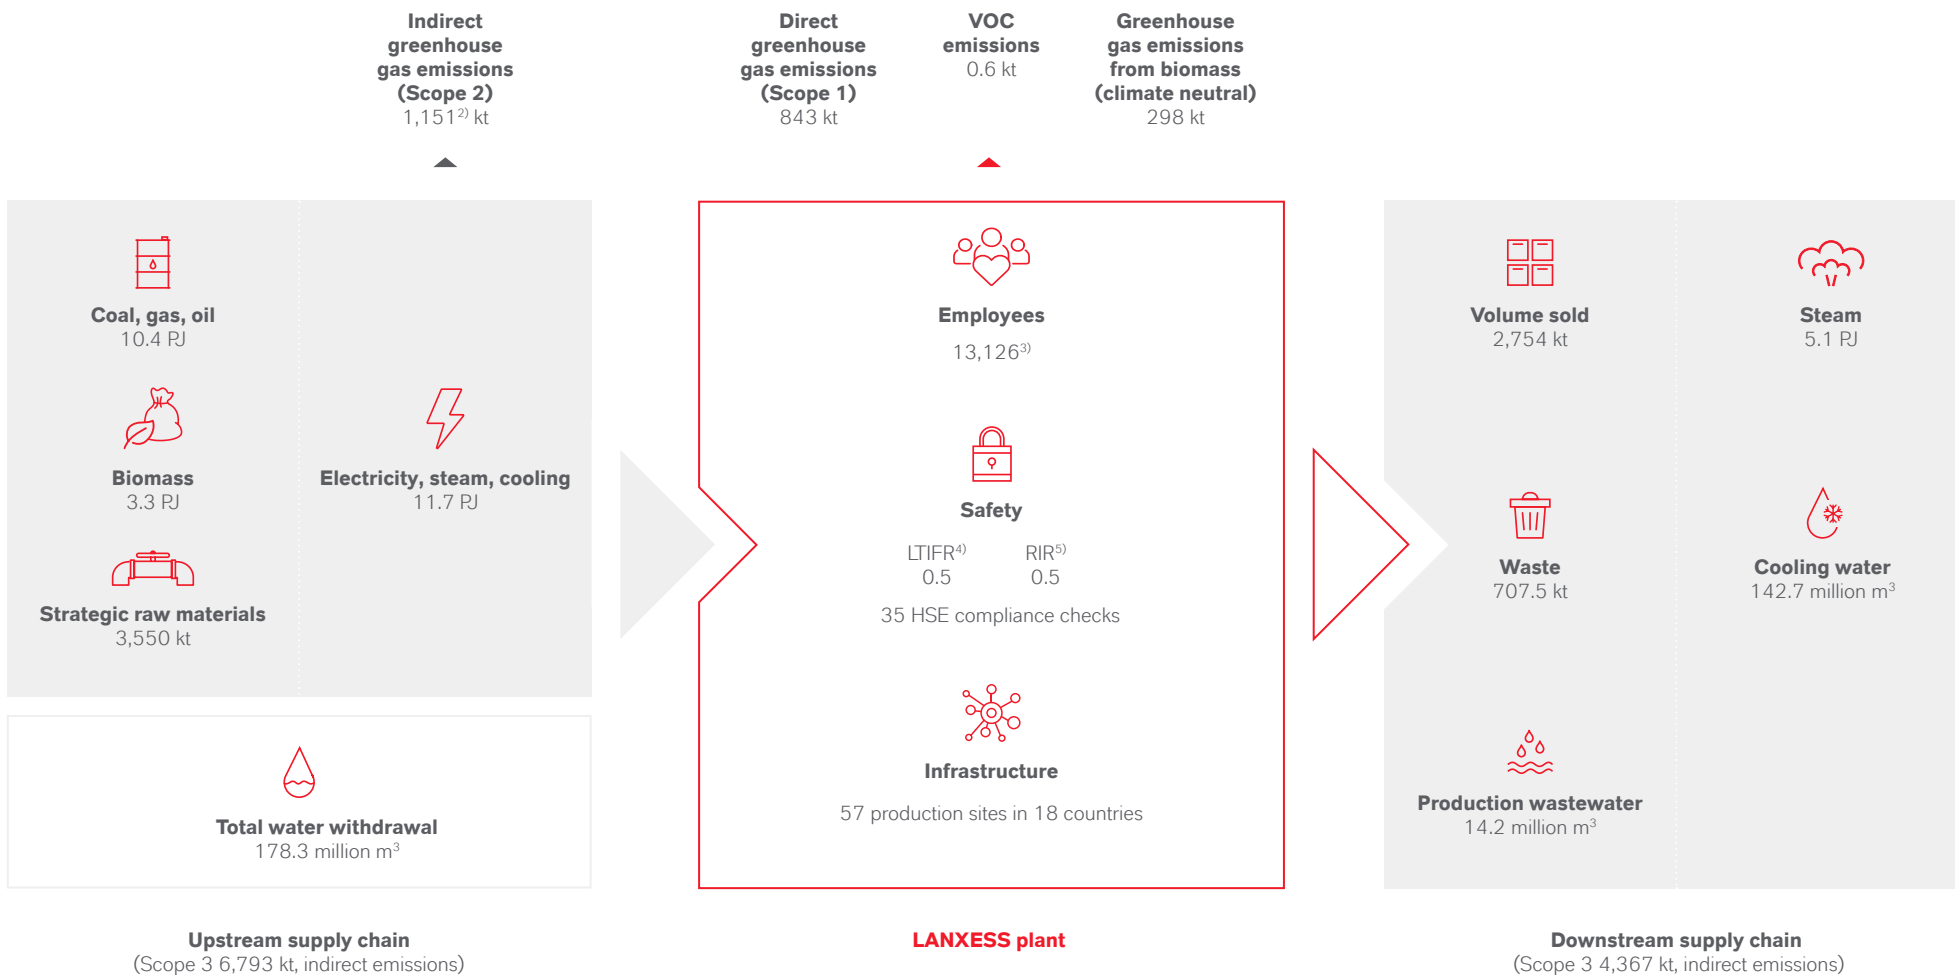 Indirect
greenhouse
gas emissions
(Scope 2)
1,151²⁾ kt
Direct
greenhouse
gas emissions
(Scope 1)
843 kt
VOC
emissions
0.6 kt
Greenhouse
gas emissions
from biomass
(climate neutral)
298 kt
Coal, gas, oil
10.4 PJ
Biomass
3.3 PJ
Strategic raw materials
3,550 kt
Electricity, steam, cooling
11.7 PJ
Total water withdrawal
178.3 million m³
Upstream supply chain
(Scope 3 6,793 kt, indirect emissions)
Employees
13,126³⁾
Safety
LTIFR⁴⁾
0.5
RIR⁵⁾
0.5
35 HSE compliance checks
Infrastructure
57 production sites in 18 countries
LANXESS plant
Volume sold
2,754 kt
Steam
5.1 PJ
Waste
707.5 kt
Cooling water
142.7 million m³
Production wastewater
14.2 million m³
Downstream supply chain
(Scope 3 4,367 kt, indirect emissions)